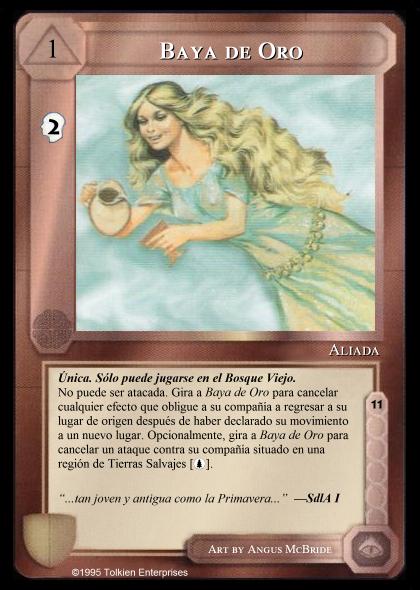 1
BAYA DE ORO
2
ALIADA
Única. Sólo puede jugarse en el Bosque Viejo.
No puede ser atacada. Gira a Baya de Oro para cancelar
cualquier efecto que obligue a su compañia a regresar a su
lugar de origen después de haber declarado su movimiento
a un nuevo lugar. Opcionalmente, gira a Baya de Oro para
cancelar un ataque contra su compañia situado en una
región de Tierras Salvajes [].
11
“...tan joven y antigua como la Primavera...” —SdlA I
ART BY ANGUS MCBRIDE
©1995 Tolkien Enterprises